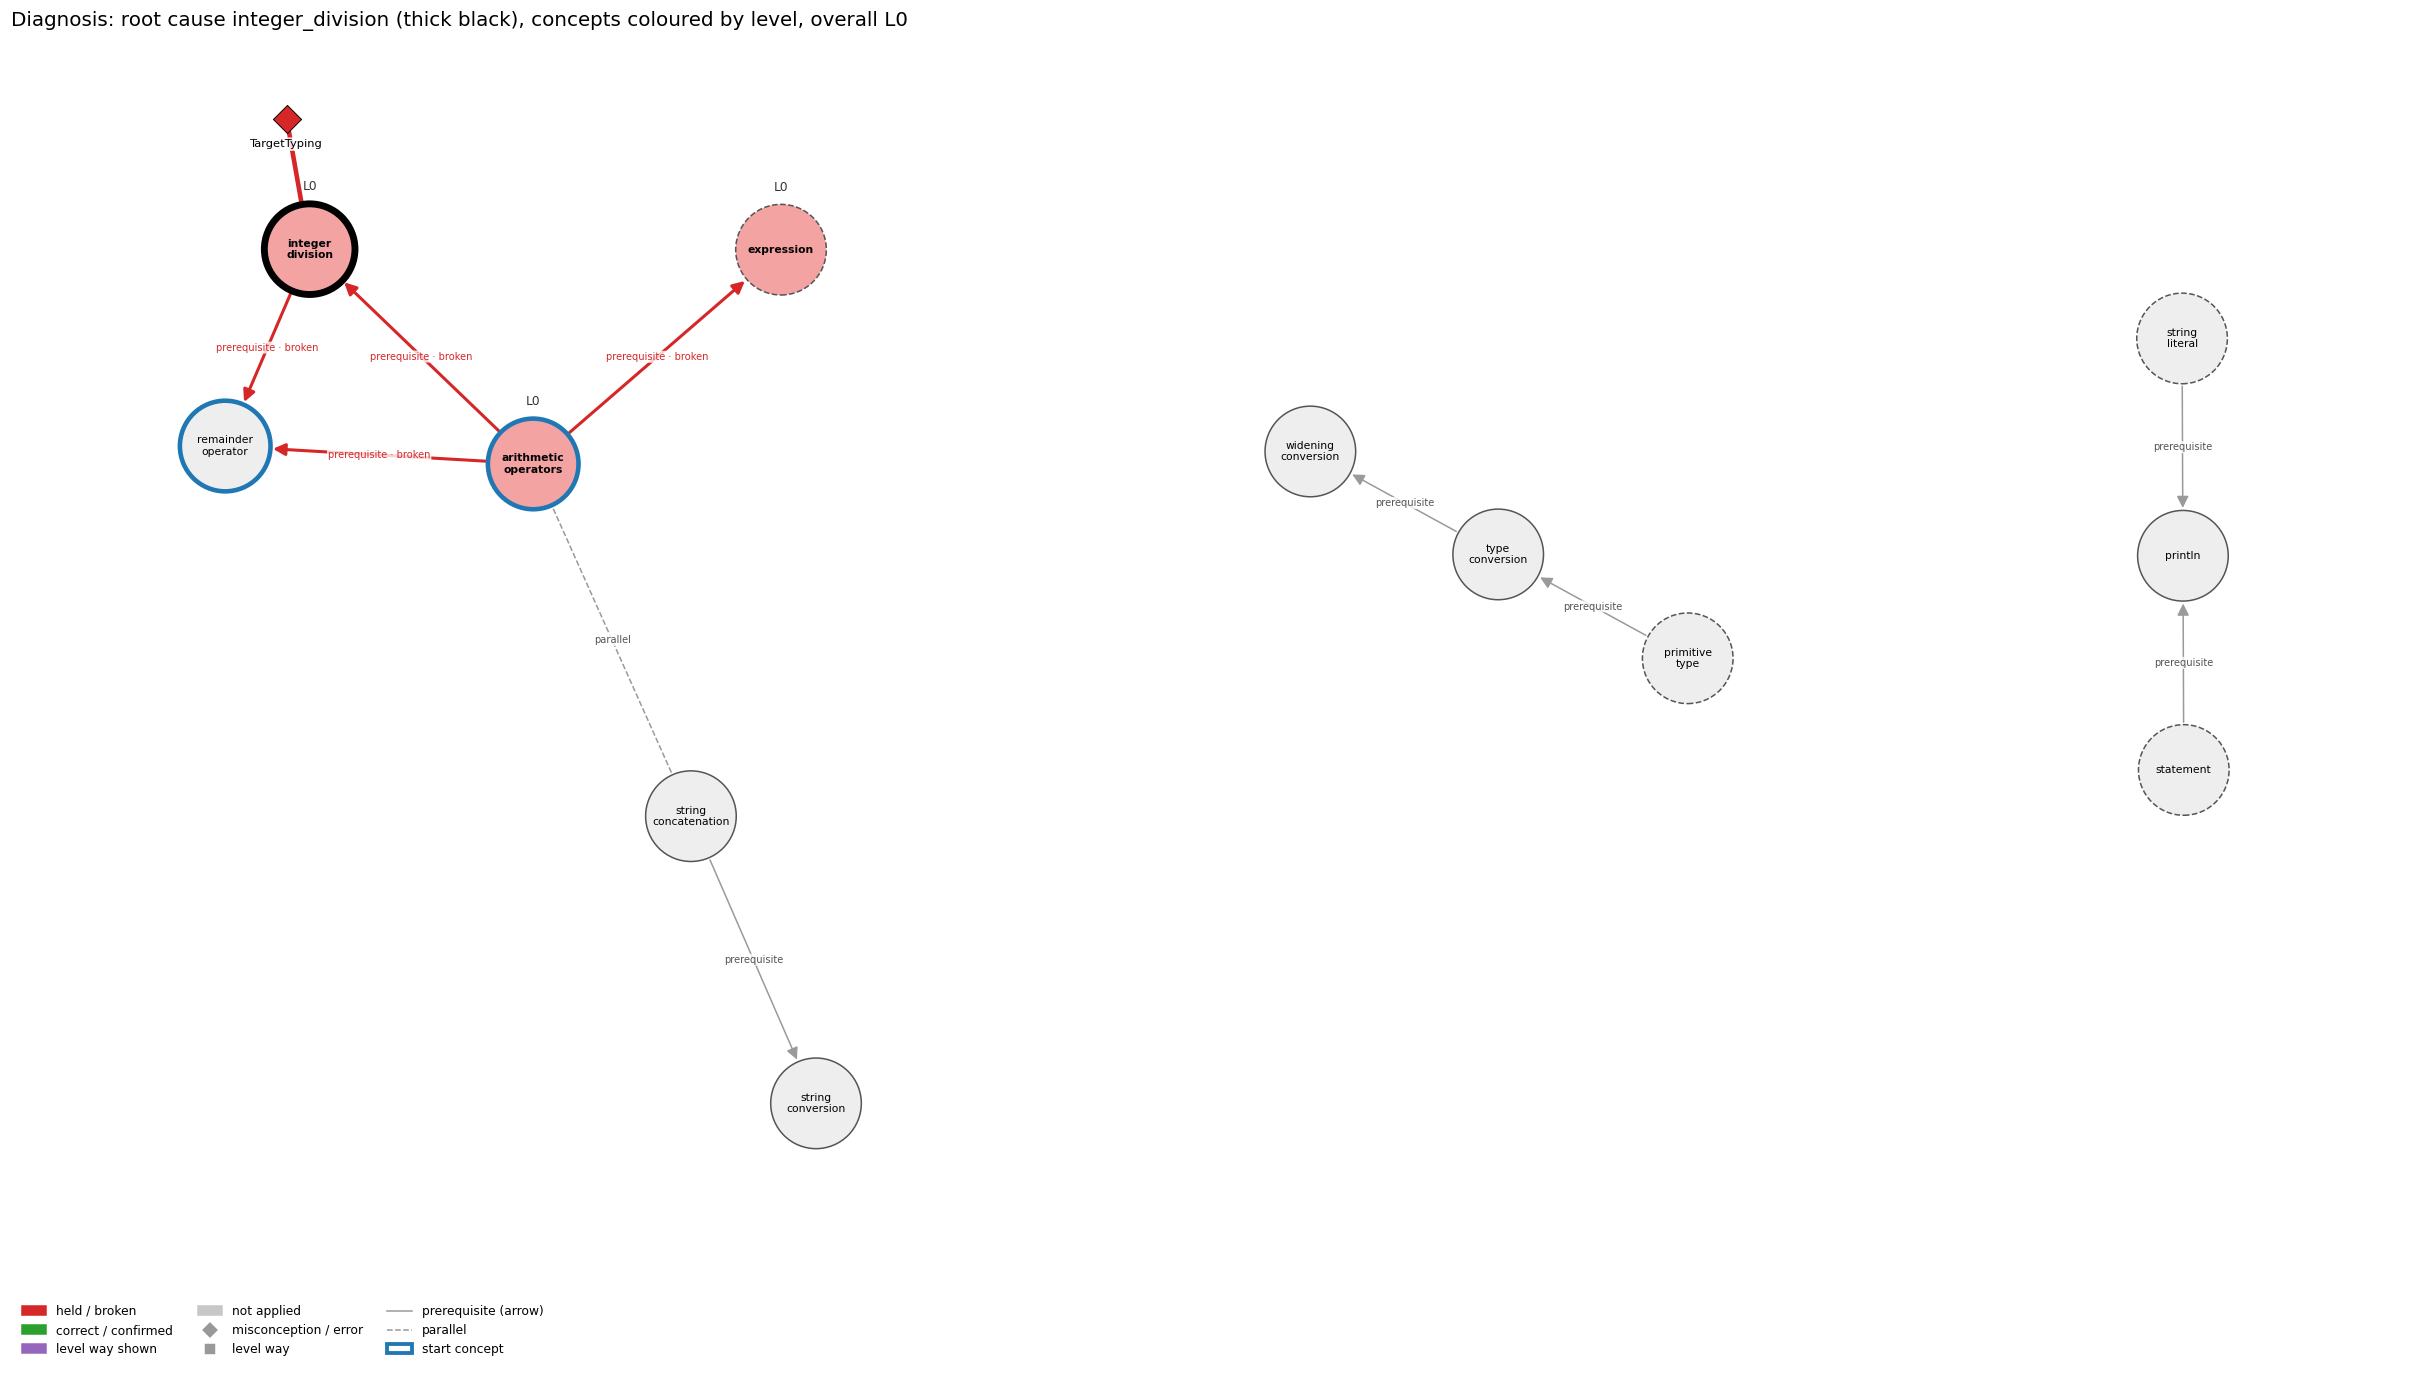 Diagnosis: root cause integer_division (thick black), concepts coloured by level, overall L0
TargetTyping
L0
integer
division
L0
expression
prerequisite · broken
prerequisite · broken
prerequisite · broken
L0
remainder
operator
prerequisite · broken
arithmetic
operators
parallel
string
concatenation
prerequisite
string
conversion
widening
conversion
prerequisite
type
conversion
prerequisite
primitive
type
string
literal
prerequisite
println
prerequisite
statement
held / broken
correct / confirmed
level way shown
not applied
misconception / error
level way
prerequisite (arrow)
parallel
start concept